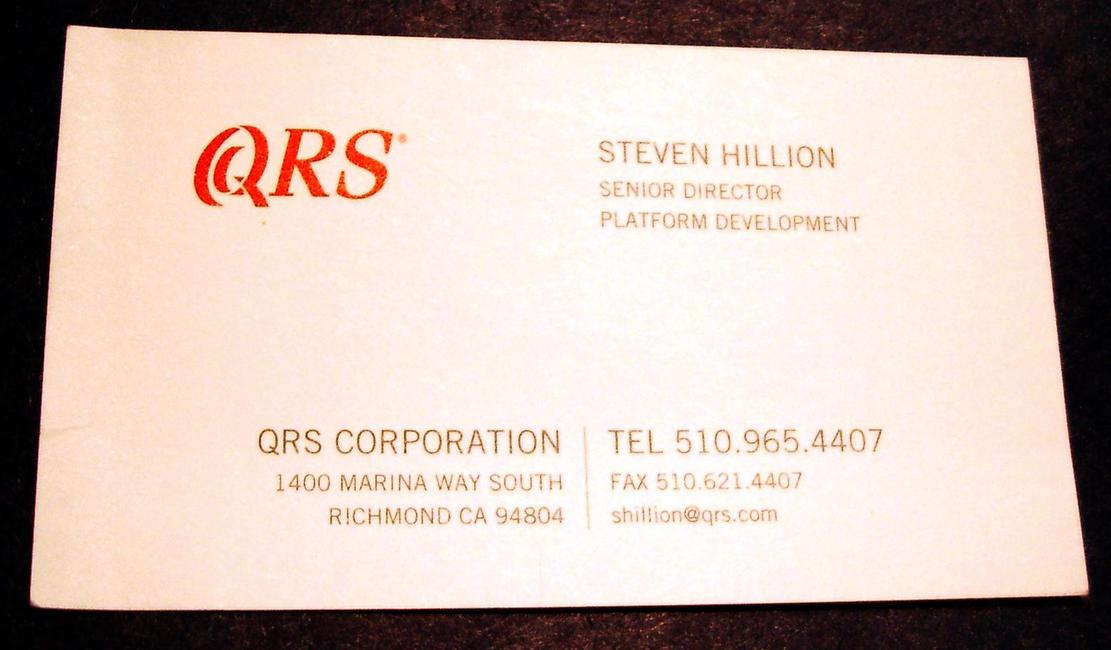 QRS®
STEVEN HILLION
SENIOR DIRECTOR
PLATFORM DEVELOPMENT
QRS CORPORATION
1400 MARINA WAY SOUTH
RICHMOND CA 94804
TEL 510.965.4407
FAX 510.621.4407
shillion@qrs.com